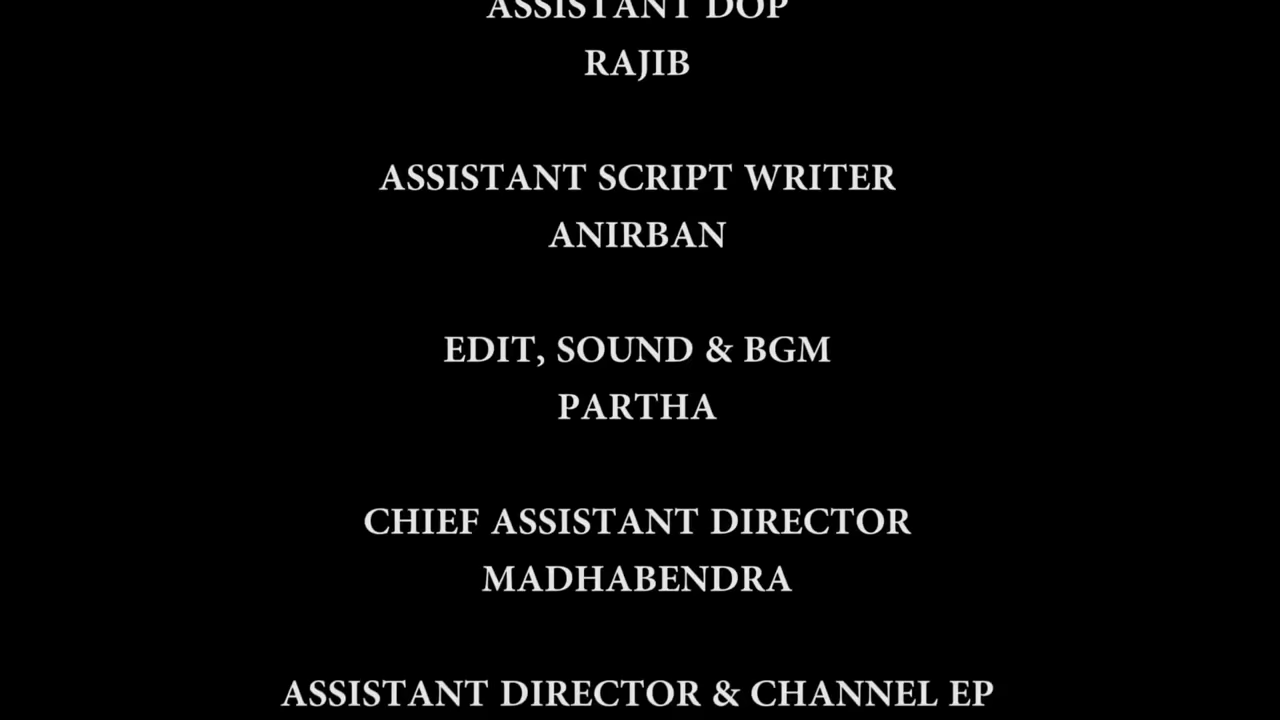 ASSISTANT DOP
RAJIB
ASSISTANT SCRIPT WRITER
ANIRBAN
EDIT, SOUND & BGM
PARTHA
CHIEF ASSISTANT DIRECTOR
MADHABENDRA
ASSISTANT DIRECTOR & CHANNEL EP